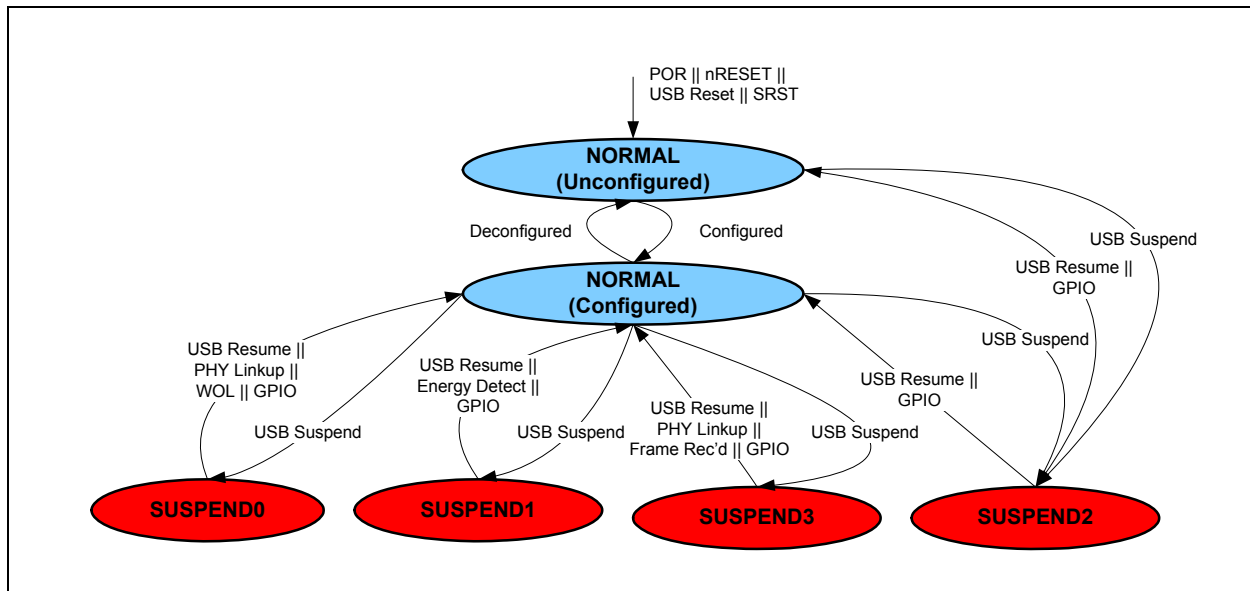 POR || nRESET ||
USB Reset || SRST
NORMAL
(Unconfigured)
Deconfigured
Configured
USB Suspend
USB Resume ||
GPIO
NORMAL
(Configured)
USB Suspend
USB Resume ||
PHY Linkup ||
WOL || GPIO
USB Resume ||
Energy Detect ||
GPIO
USB Resume ||
GPIO
USB Resume ||
PHY Linkup ||
Frame Rec'd || GPIO
USB Suspend
USB Suspend
USB Suspend
SUSPEND0
SUSPEND1
SUSPEND3
SUSPEND2